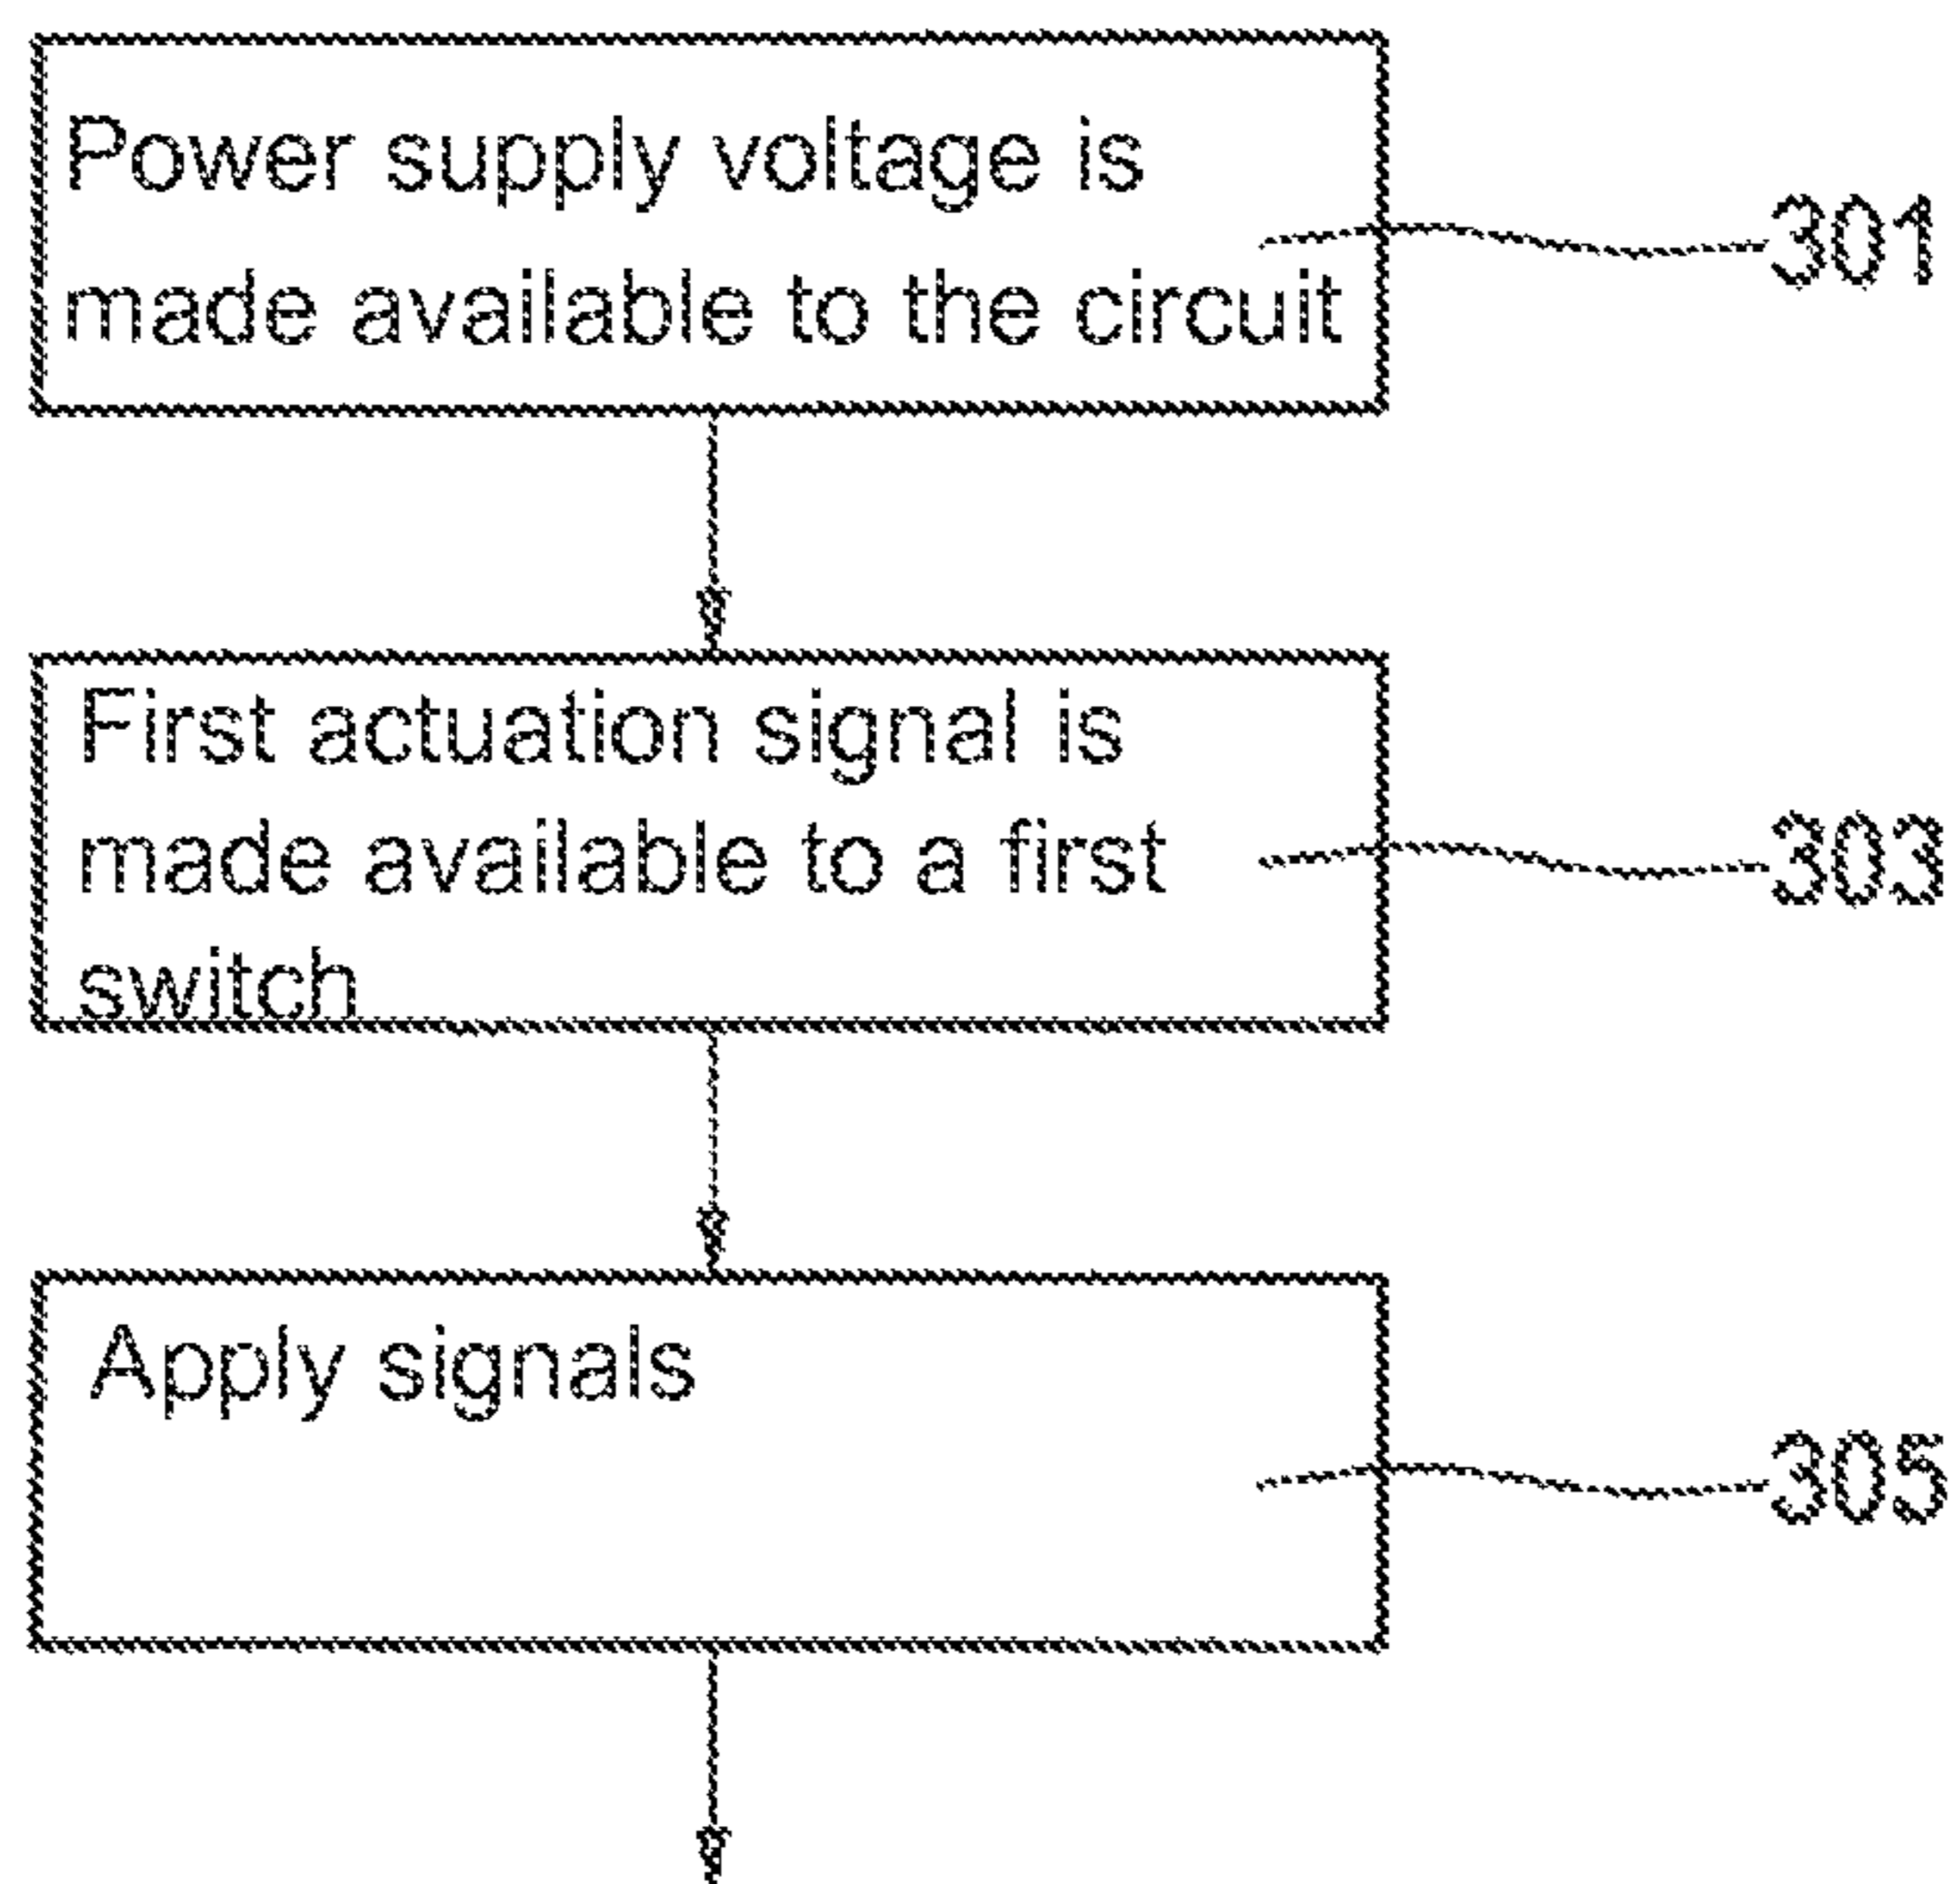 Power supply voltage is
made available to the circuit
301
First actuation signal is
made available to a first
switch
303
Apply signals
305